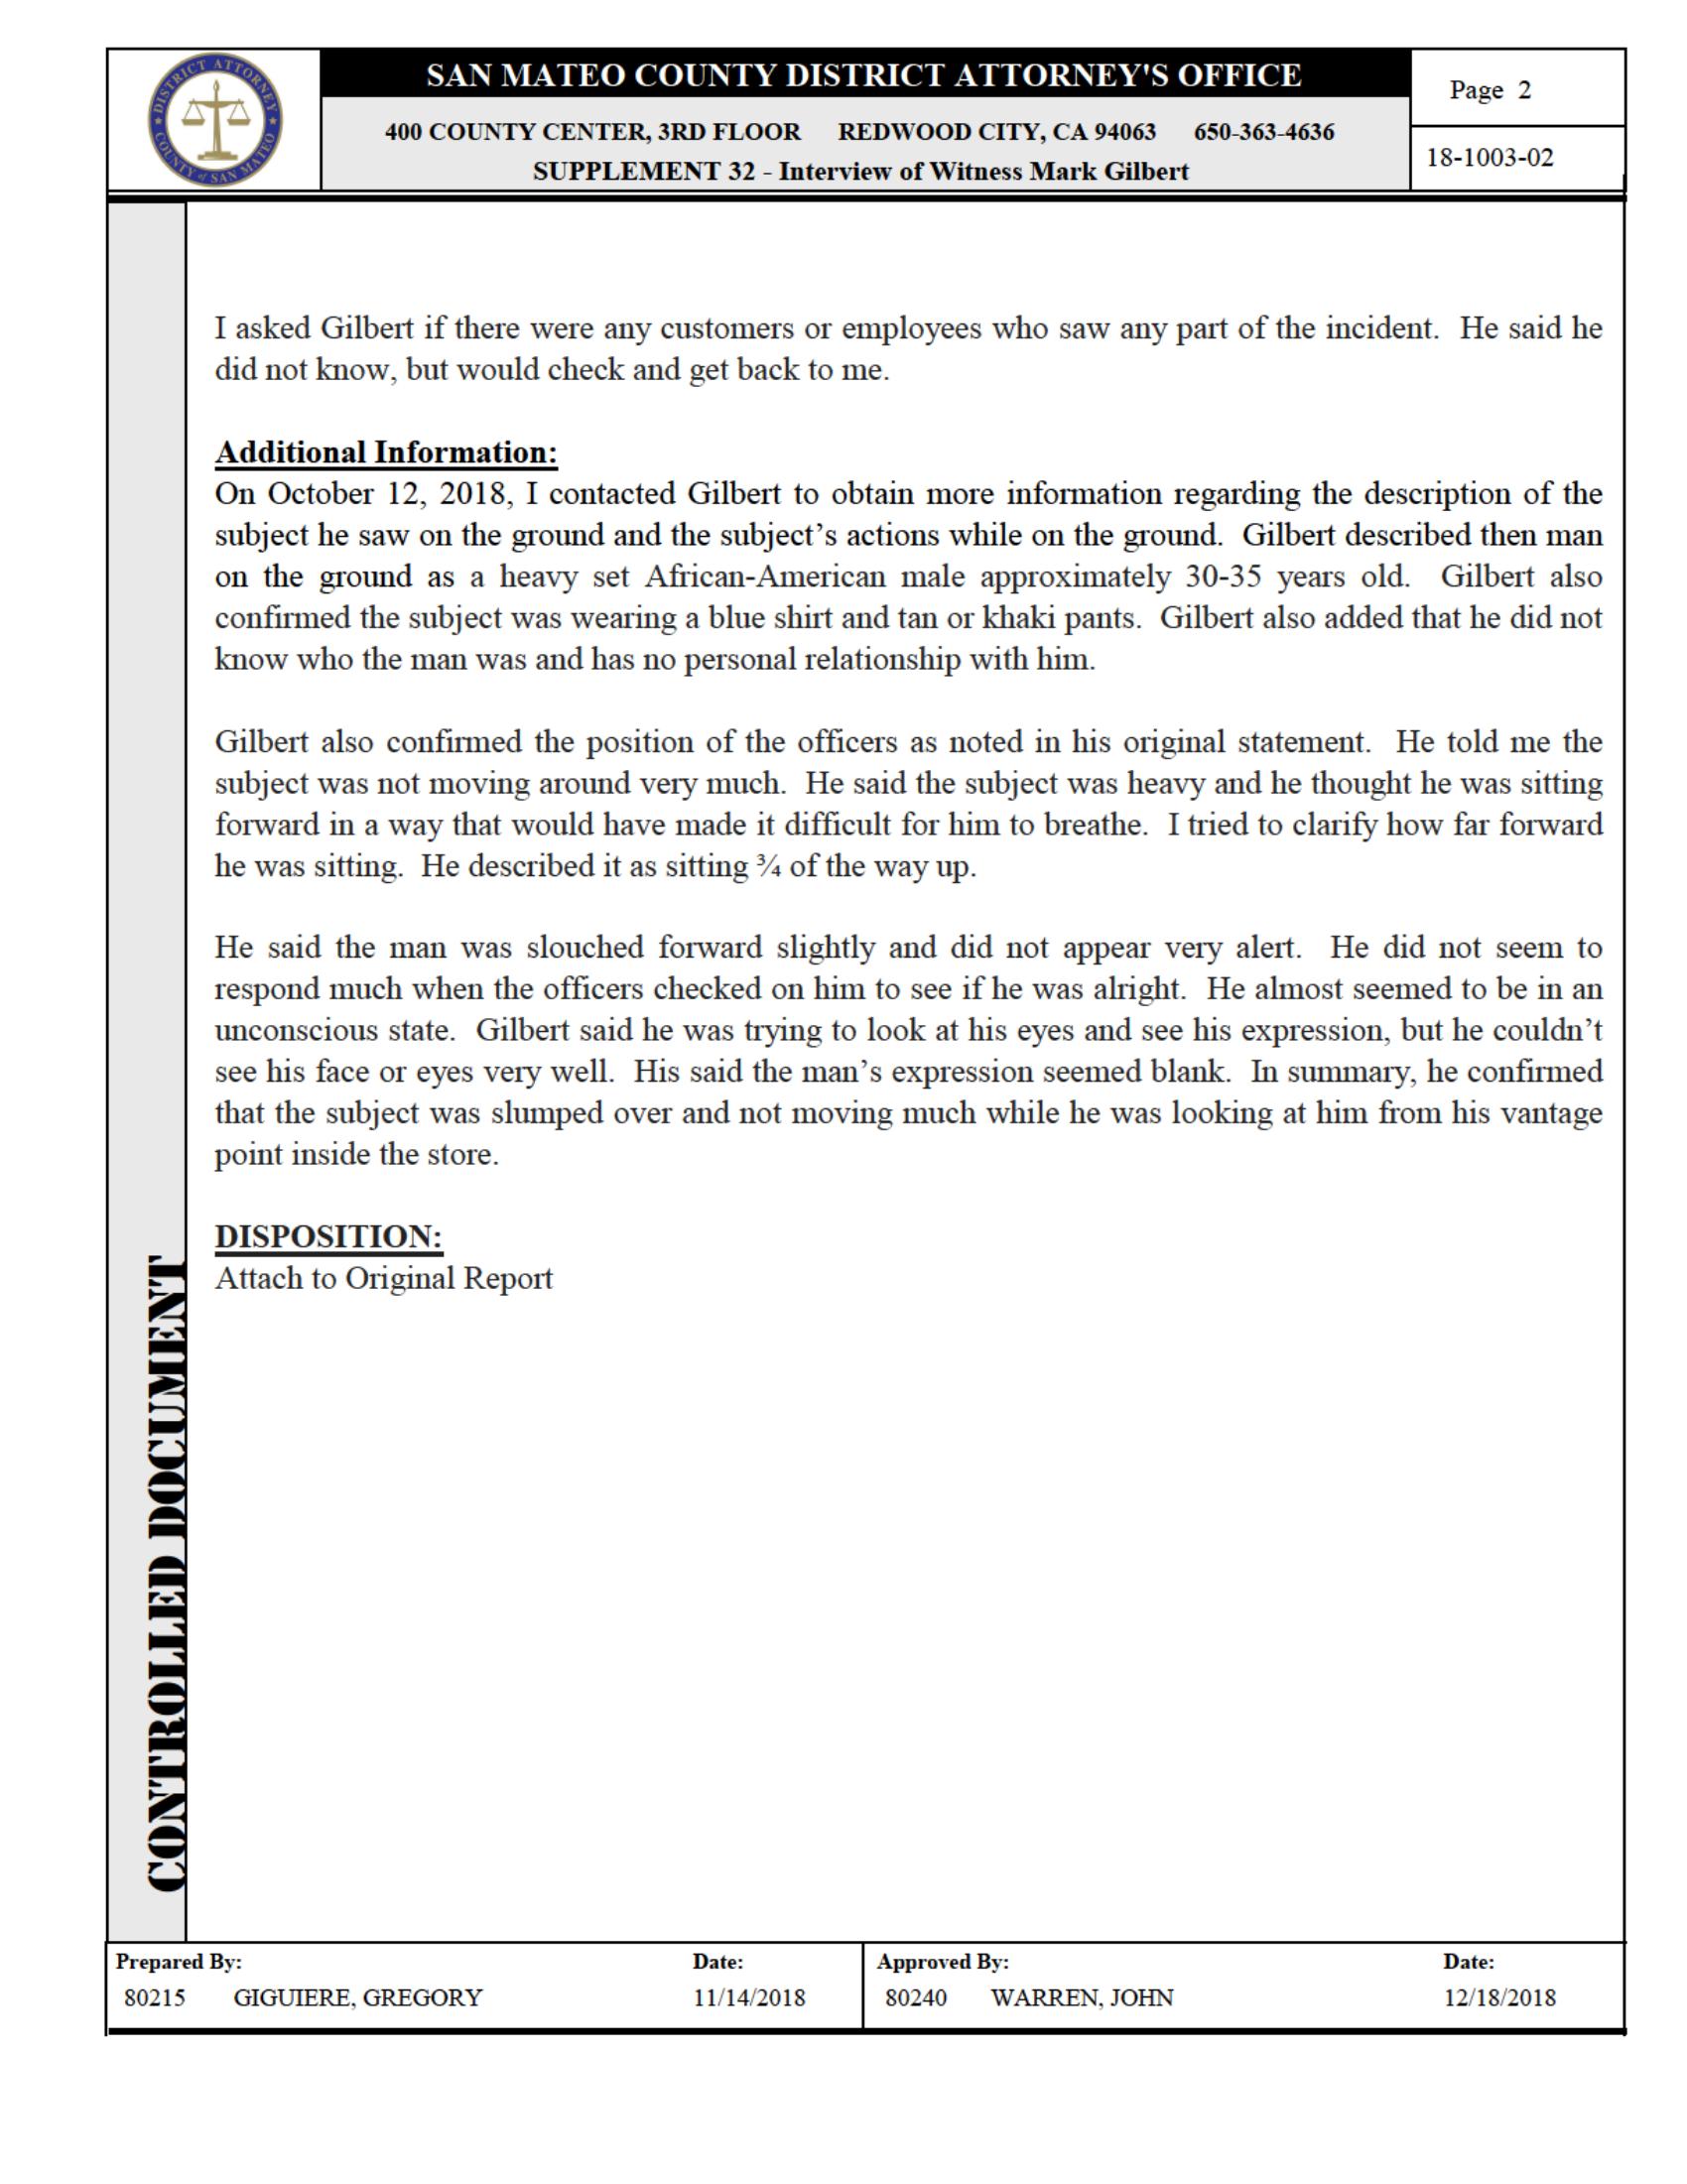 DISTRICT ATTORNEY
COUNTY of SAN MATEO
SAN MATEO COUNTY DISTRICT ATTORNEY'S OFFICE
400 COUNTY CENTER, 3RD FLOOR REDWOOD CITY, CA 94063 650-363-4636
SUPPLEMENT 32 - Interview of Witness Mark Gilbert
Page 2
18-1003-02
I asked Gilbert if there were any customers or employees who saw any part of the incident. He said he
did not know, but would check and get back to me.
Additional Information:
On October 12, 2018, I contacted Gilbert to obtain more information regarding the description of the
subject he saw on the ground and the subject’s actions while on the ground. Gilbert described then man
on the ground as a heavy set African-American male approximately 30-35 years old. Gilbert also
confirmed the subject was wearing a blue shirt and tan or khaki pants. Gilbert also added that he did not
know who the man was and has no personal relationship with him.
Gilbert also confirmed the position of the officers as noted in his original statement. He told me the
subject was not moving around very much. He said the subject was heavy and he thought he was sitting
forward in a way that would have made it difficult for him to breathe. I tried to clarify how far forward
he was sitting. He described it as sitting ¾ of the way up.
He said the man was slouched forward slightly and did not appear very alert. He did not seem to
respond much when the officers checked on him to see if he was alright. He almost seemed to be in an
unconscious state. Gilbert said he was trying to look at his eyes and see his expression, but he couldn’t
see his face or eyes very well. His said the man’s expression seemed blank. In summary, he confirmed
that the subject was slumped over and not moving much while he was looking at him from his vantage
point inside the store.
DISPOSITION:
Attach to Original Report
CONTROLLED DOCUMENT
Prepared By: Date: Approved By: Date:
80215 GIGUIERE, GREGORY 11/14/2018 80240 WARREN, JOHN 12/18/2018